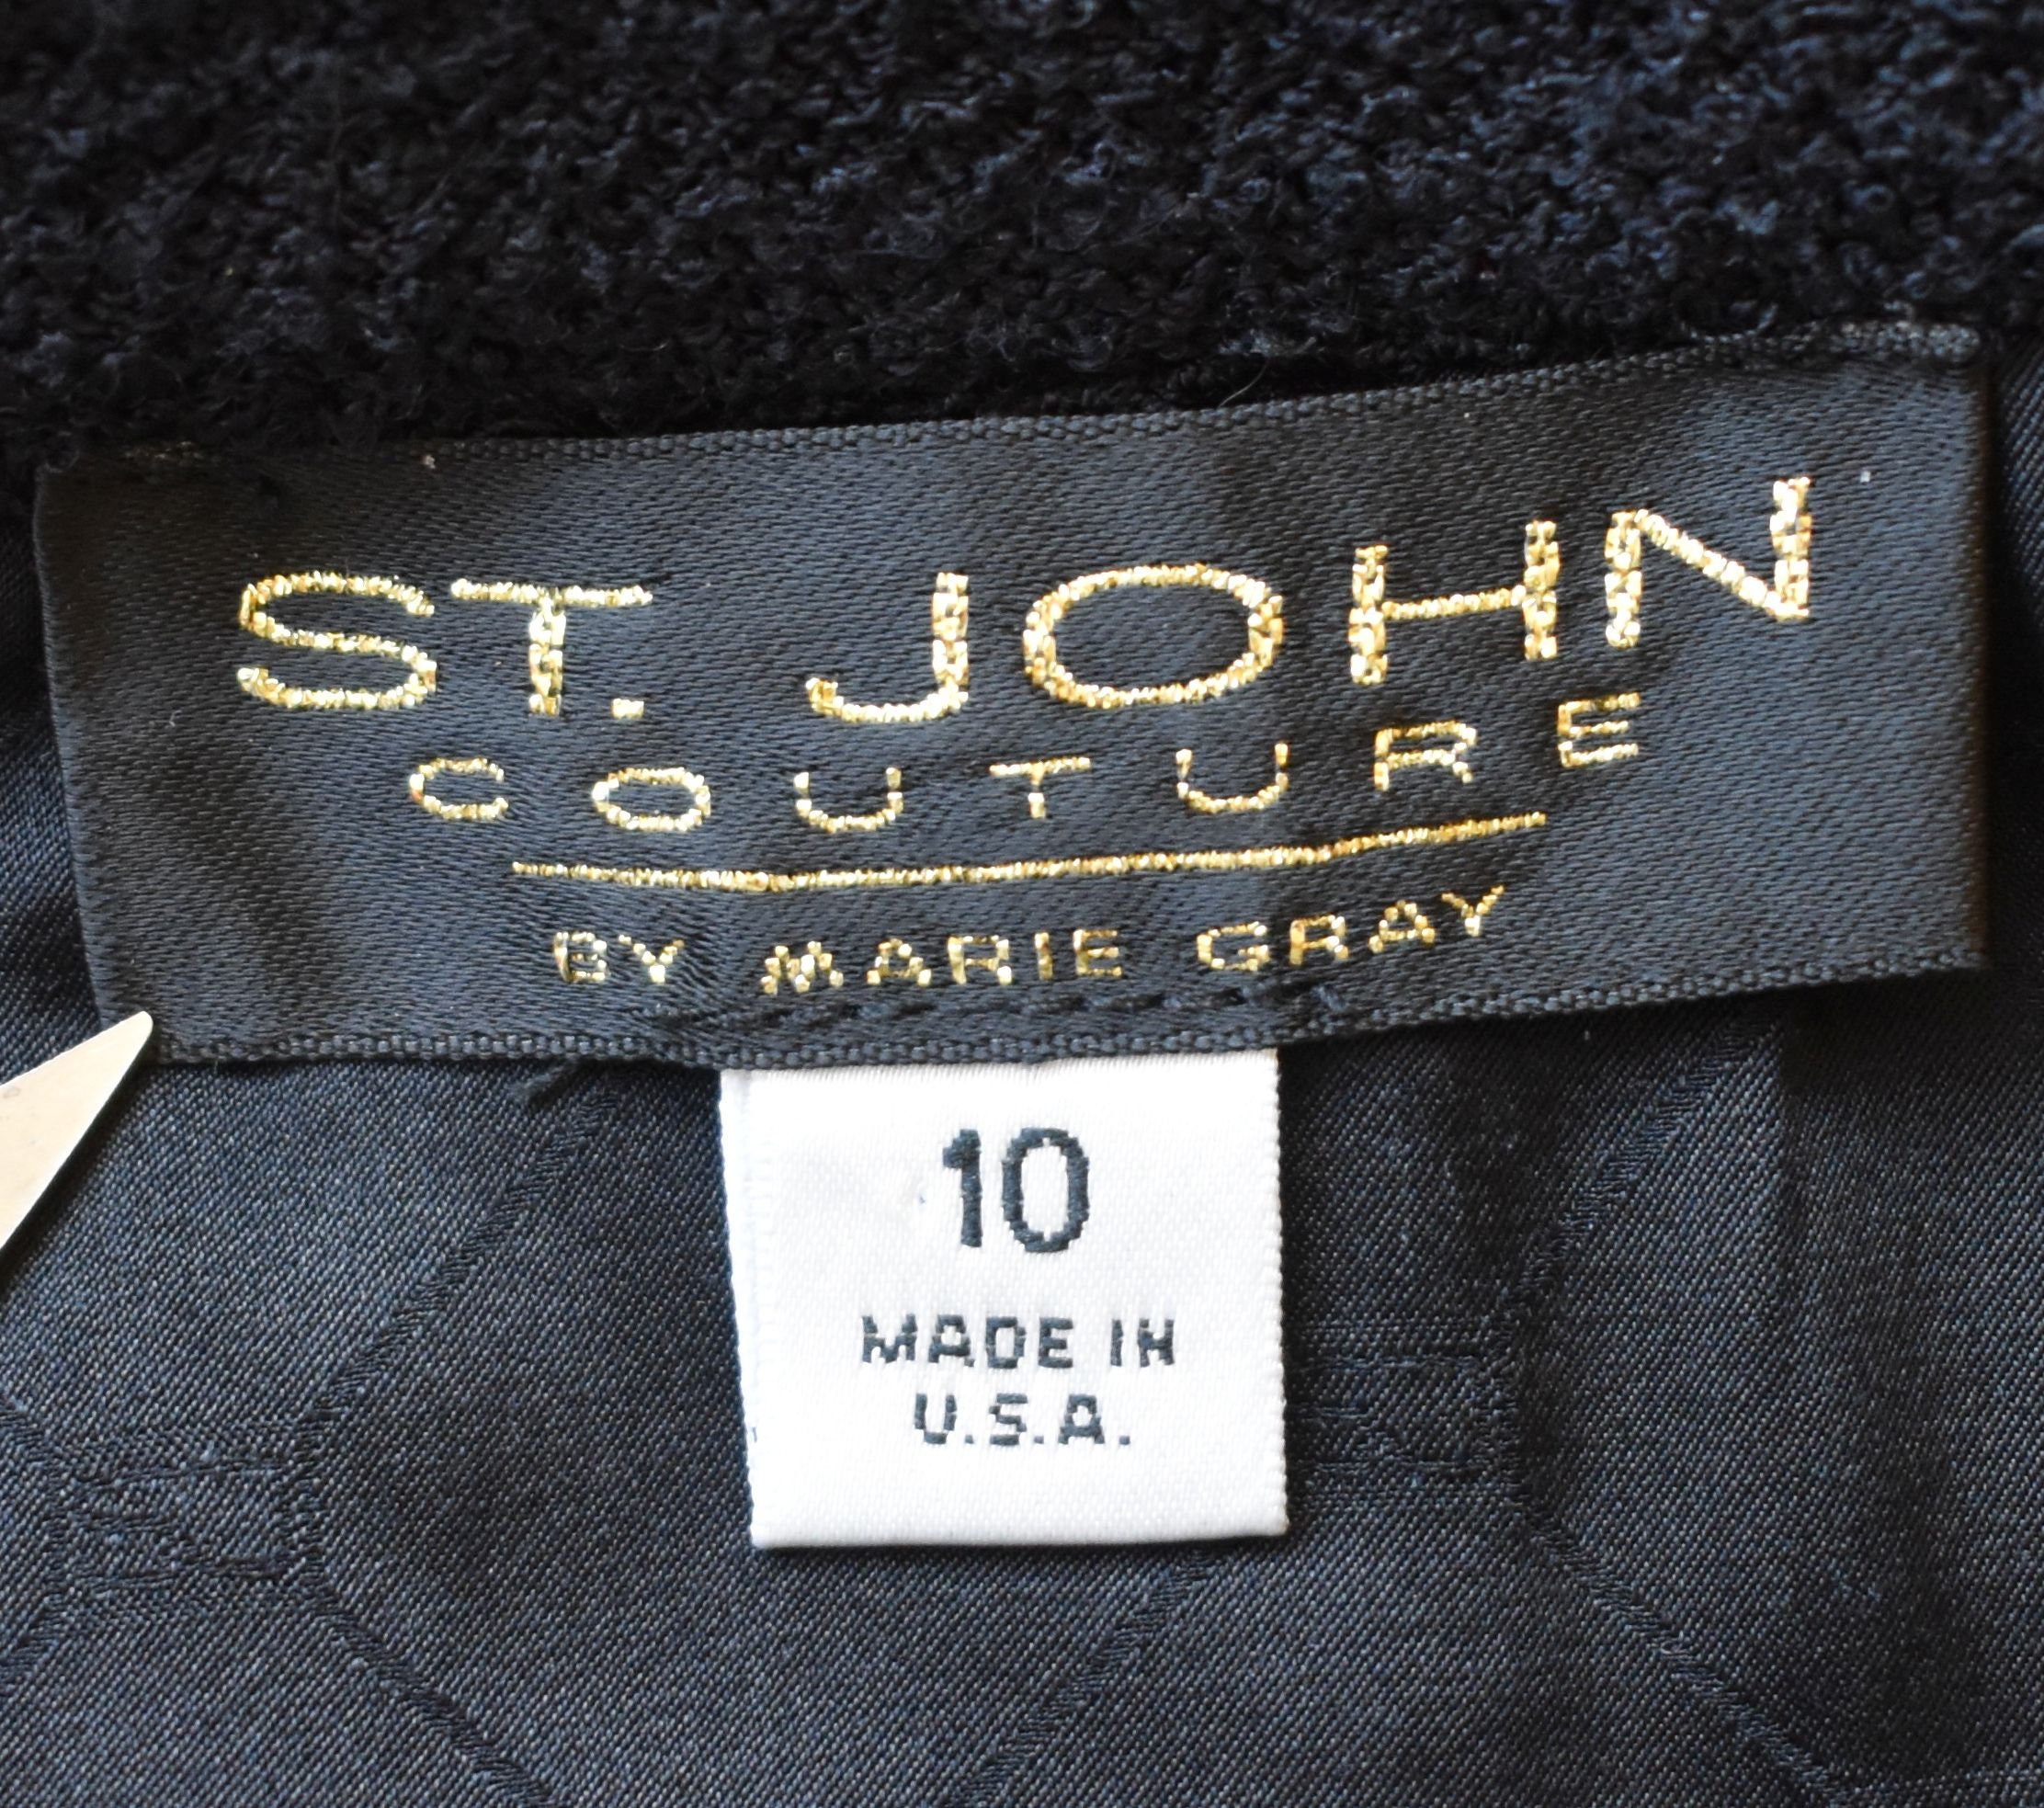 ST. JOHN
COUTURE
BY MARIE GRAY
10
MADE IN
U.S.A.